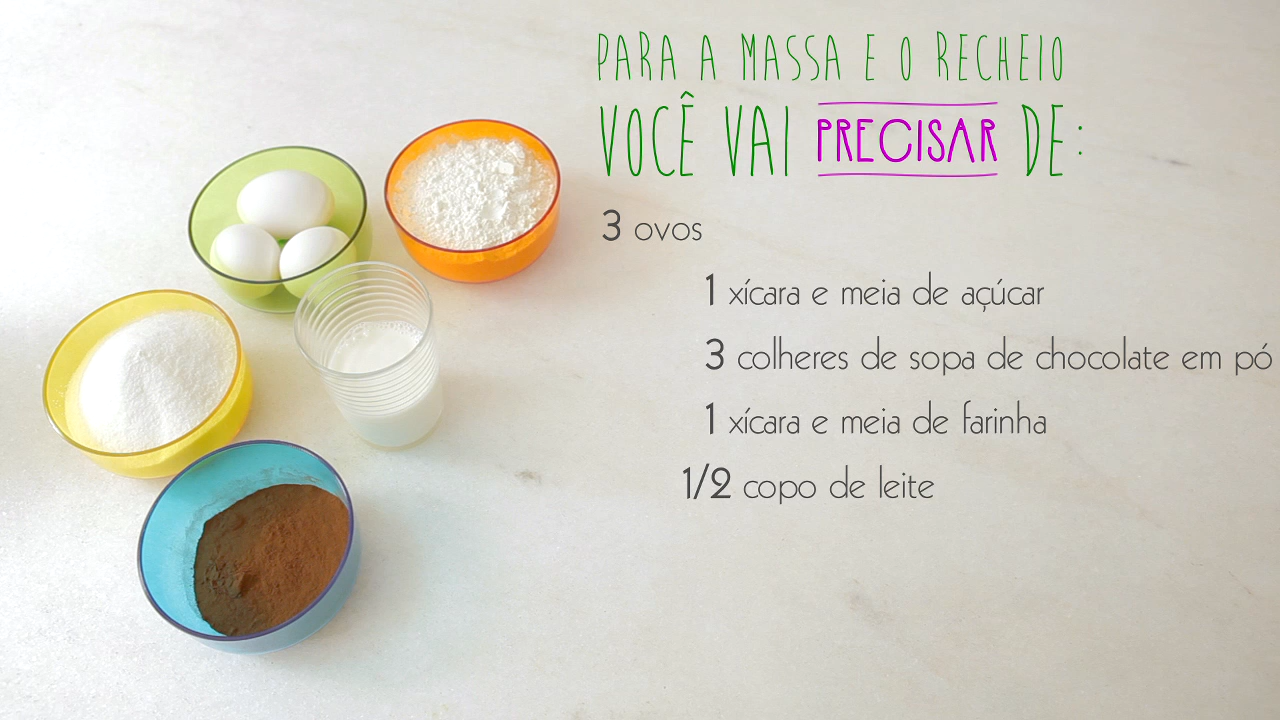 PARA A MASSA E O RECHEIO
VOCÊ VAI PRECISAR DE:
3 ovos
1 xícara e meia de açúcar
3 colheres de sopa de chocolate em pó
1 xícara e meia de farinha
1/2 copo de leite